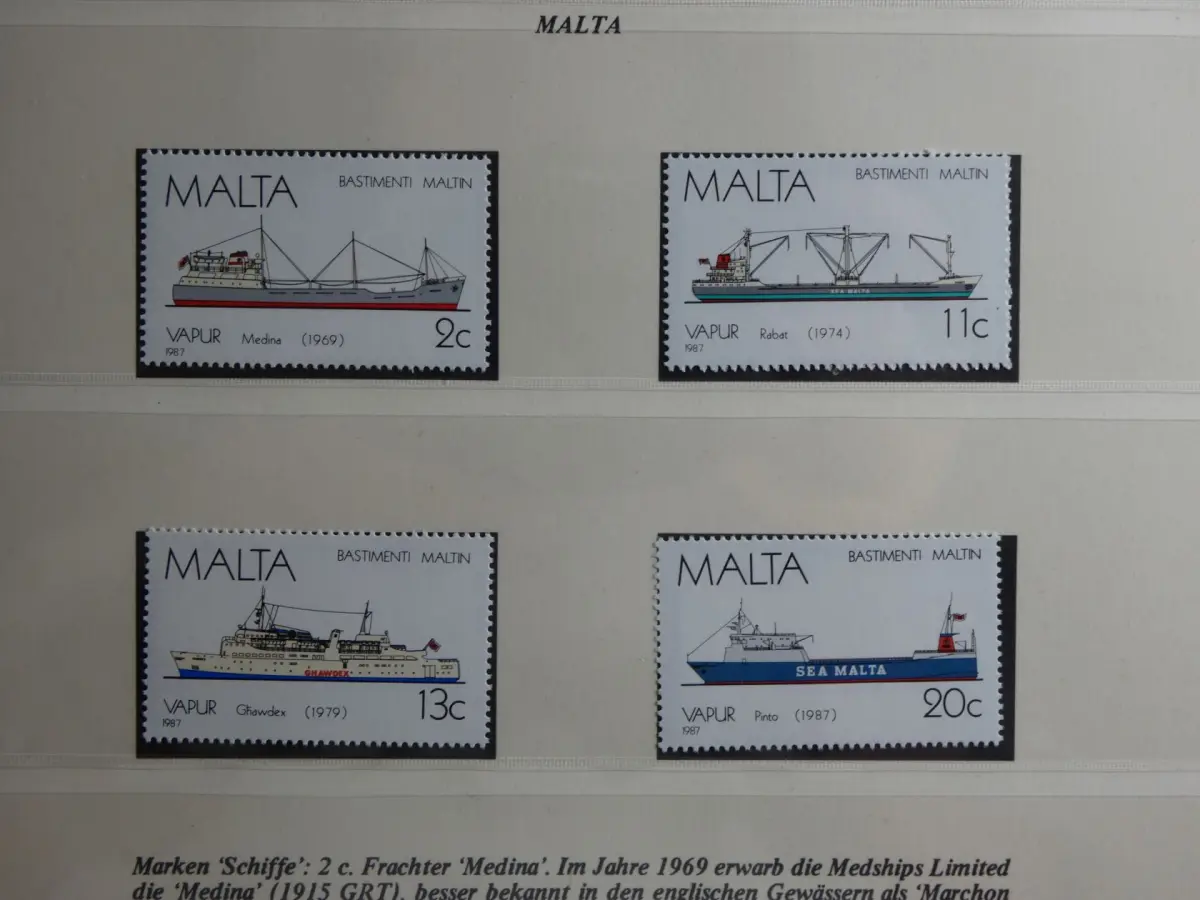 MALTA
MALTA BASTIMENTI MALTIN
VAPUR Medina (1969) 2c
1987
MALTA BASTIMENTI MALTIN
SEA MALTA
VAPUR Rabat (1974) 11c
1987
MALTA BASTIMENTI MALTIN
GHAWDEX
VAPUR Għawdex (1979) 13c
1987
MALTA BASTIMENTI MALTIN
SEA MALTA
VAPUR Pinto (1987) 20c
1987
Marken ‘Schiffe’: 2 c. Frachter ‘Medina’. Im Jahre 1969 erwarb die Medships Limited
die ‘Medina’ (1915 GRT), besser bekannt in den englischen Gewässern als ‘Marchon